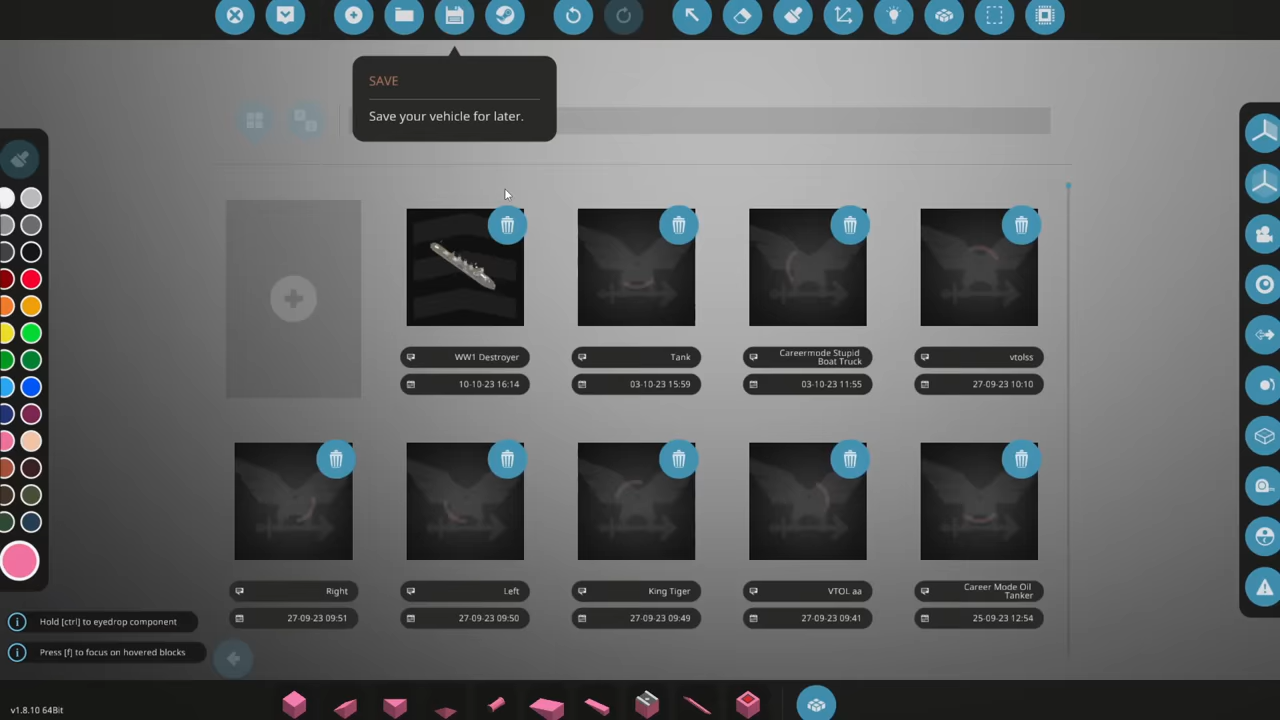 SAVE
Save your vehicle for later.
WW1 Destroyer
Tank
Careermode Stupid
Boat Truck
vtolss
10-10-23 16:14
03-10-23 15:59
03-10-23 11:55
27-09-23 10:10
Right
Left
King Tiger
VTOL aa
Career Mode Oil
Tanker
27-09-23 09:51
27-09-23 09:50
27-09-23 09:49
27-09-23 09:41
25-09-23 12:54
Hold [ctrl] to eyedrop component
Press [f] to focus on hovered blocks
v1.8.10 64Bit